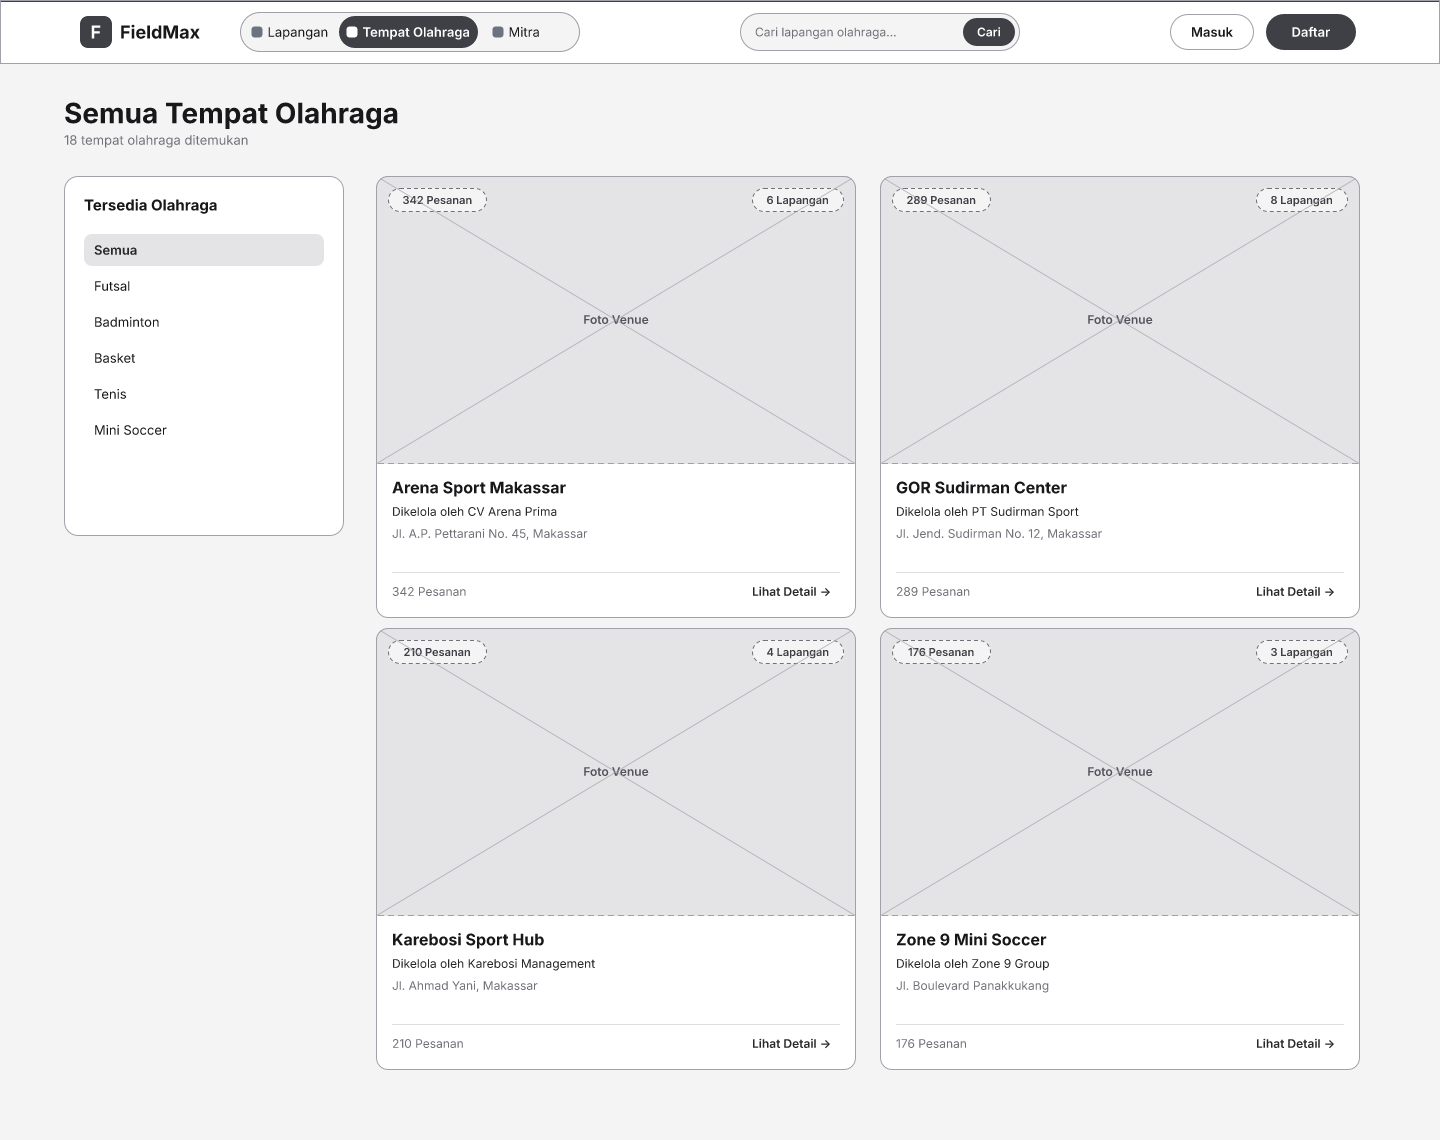 F FieldMax Lapangan Tempat Olahraga Mitra Cari lapangan olahraga... Cari Masuk Daftar
Semua Tempat Olahraga
18 tempat olahraga ditemukan
Tersedia Olahraga
Semua
Futsal
Badminton
Basket
Tenis
Mini Soccer
342 Pesanan 6 Lapangan
Foto Venue
Arena Sport Makassar
Dikelola oleh CV Arena Prima
Jl. A.P. Pettarani No. 45, Makassar
342 Pesanan Lihat Detail →
289 Pesanan 8 Lapangan
Foto Venue
GOR Sudirman Center
Dikelola oleh PT Sudirman Sport
Jl. Jend. Sudirman No. 12, Makassar
289 Pesanan Lihat Detail →
210 Pesanan 4 Lapangan
Foto Venue
Karebosi Sport Hub
Dikelola oleh Karebosi Management
Jl. Ahmad Yani, Makassar
210 Pesanan Lihat Detail →
176 Pesanan 3 Lapangan
Foto Venue
Zone 9 Mini Soccer
Dikelola oleh Zone 9 Group
Jl. Boulevard Panakkukang
176 Pesanan Lihat Detail →